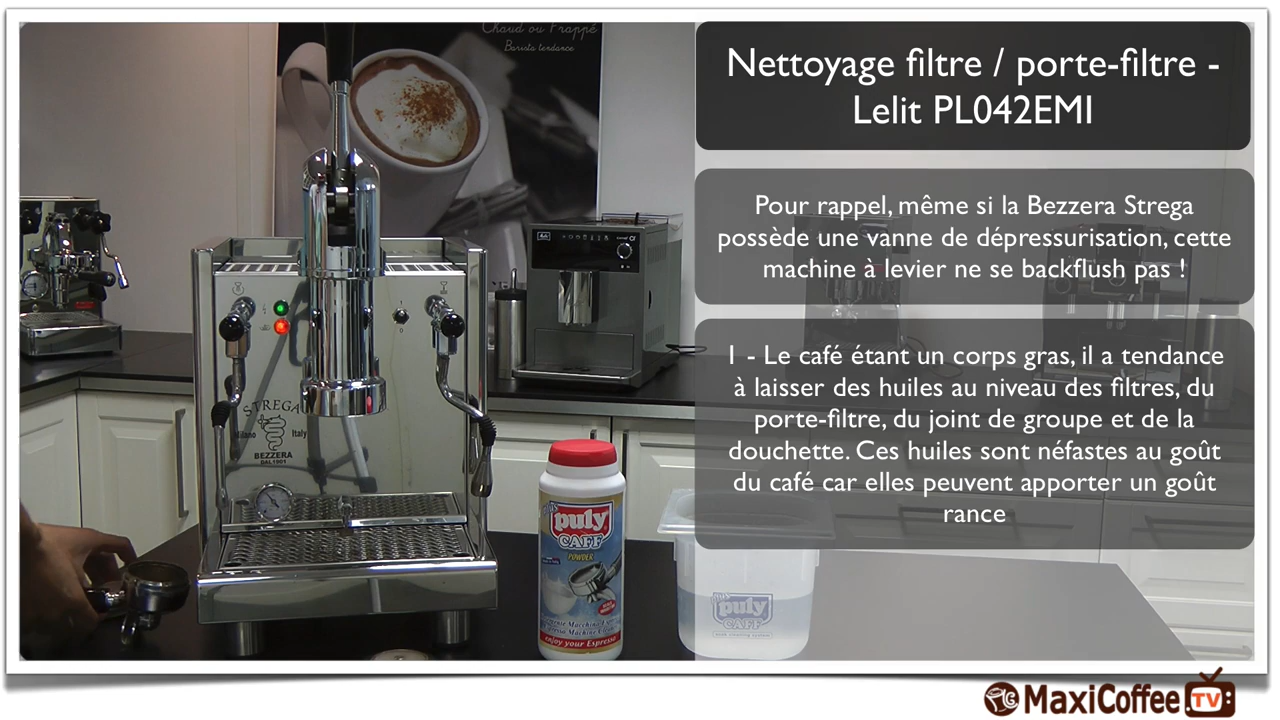 Chaud ou Frappé
Barista tendance
Nettoyage filtre / porte-filtre -
Lelit PL042EMI
Pour rappel, même si la Bezzera Strega
possède une vanne de dépressurisation, cette
machine à levier ne se backflush pas !
1 - Le café étant un corps gras, il a tendance
à laisser des huiles au niveau des filtres, du
porte-filtre, du joint de groupe et de la
douchette. Ces huiles sont néfastes au goût
du café car elles peuvent apporter un goût
rance
STREGA
Milano Italy
BEZZERA
DAL 1901
plus
puly
CAFF
POWDER
enjoy your Espresso
puly
CAFF
MaxiCoffee TV